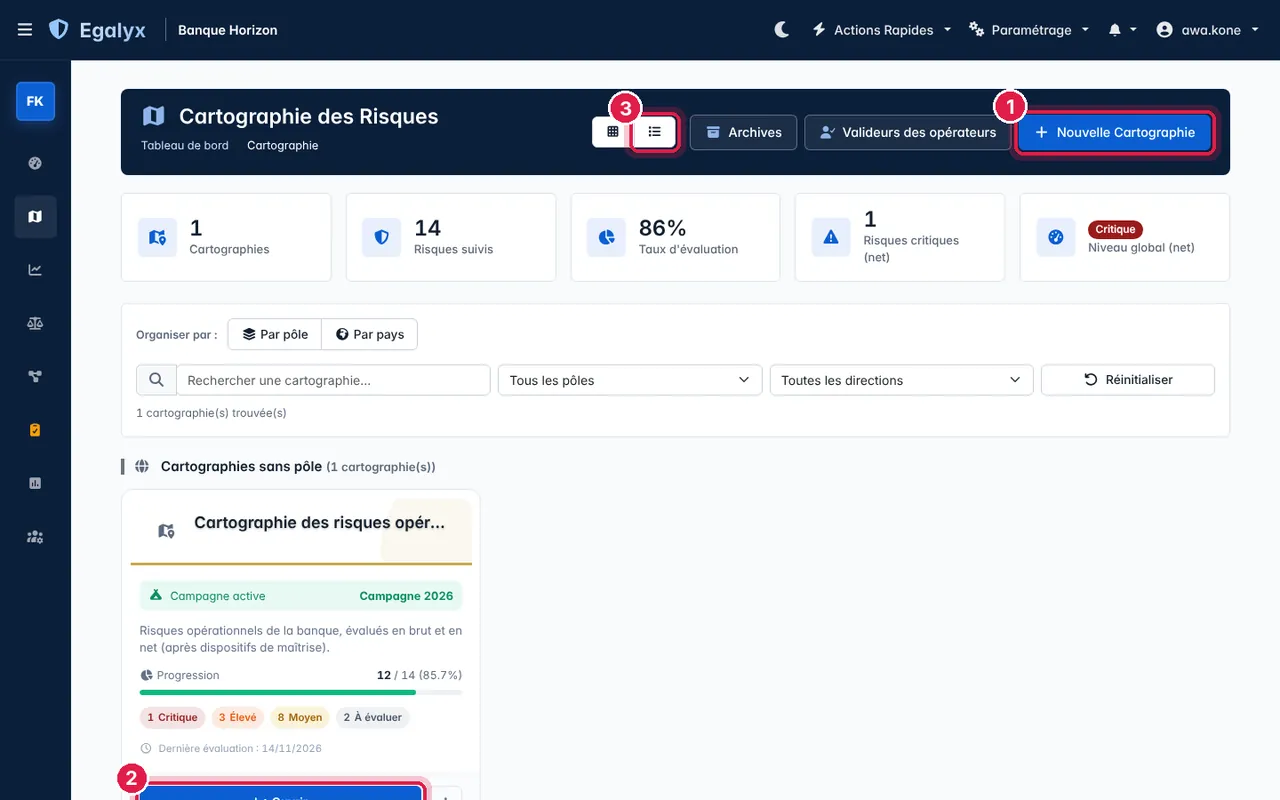 Egalyx
Banque Horizon
Actions Rapides
Paramétrage
awa.kone
FK
Cartographie des Risques
Tableau de bord Cartographie
3
Archives
Valideurs des opérateurs
1
Nouvelle Cartographie
1
Cartographies
14
Risques suivis
86%
Taux d'évaluation
1
Risques critiques
(net)
Critique
Niveau global (net)
Organiser par :
Par pôle
Par pays
Rechercher une cartographie...
Tous les pôles
Toutes les directions
Réinitialiser
1 cartographie(s) trouvée(s)
Cartographies sans pôle (1 cartographie(s))
Cartographie des risques opér...
Campagne active
Campagne 2026
Risques opérationnels de la banque, évalués en brut et en
net (après dispositifs de maîtrise).
Progression
12 / 14 (85.7%)
1 Critique
3 Élevé
8 Moyen
2 À évaluer
Dernière évaluation : 14/11/2026
2